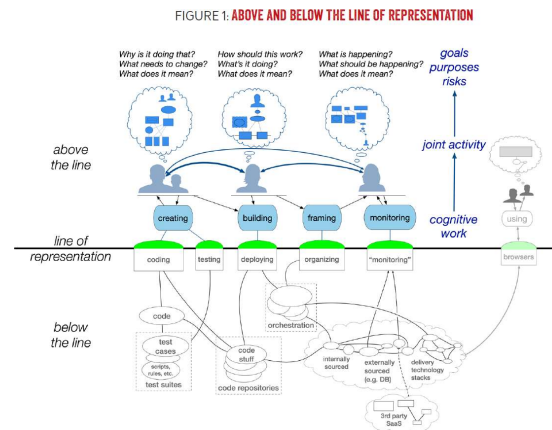 FIGURE 1: ABOVE AND BELOW THE LINE OF REPRESENTATION
Why is it doing that?
What needs to change?
What does it mean?
How should this work?
What's it doing?
What does it mean?
What is happening?
What should be happening?
What does it mean?
goals
purposes
risks
above
the line
joint activity
creating
building
framing
monitoring
cognitive
work
using
line of
representation
coding
testing
deploying
organizing
"monitoring"
browsers
below
the line
code
test
cases
scripts,
rules, etc.
test suites
code
stuff
code repositories
orchestration
internally
sourced
externally
sourced
(e.g. DB)
delivery
technology
stacks
3rd party
SaaS